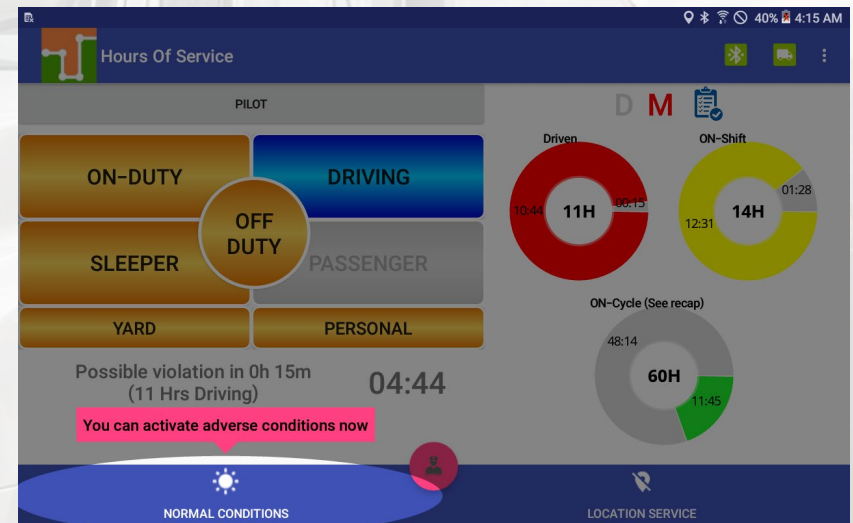 40% 4:15 AM
Hours Of Service
PILOT
D M
ON-DUTY
DRIVING
OFF
DUTY
SLEEPER
PASSENGER
YARD
PERSONAL
Possible violation in 0h 15m
(11 Hrs Driving)
04:44
You can activate adverse conditions now
Driven
10:44
11H
00:15
ON-Shift
01:28
12:31
14H
ON-Cycle (See recap)
48:14
60H
11:45
NORMAL CONDITIONS
LOCATION SERVICE